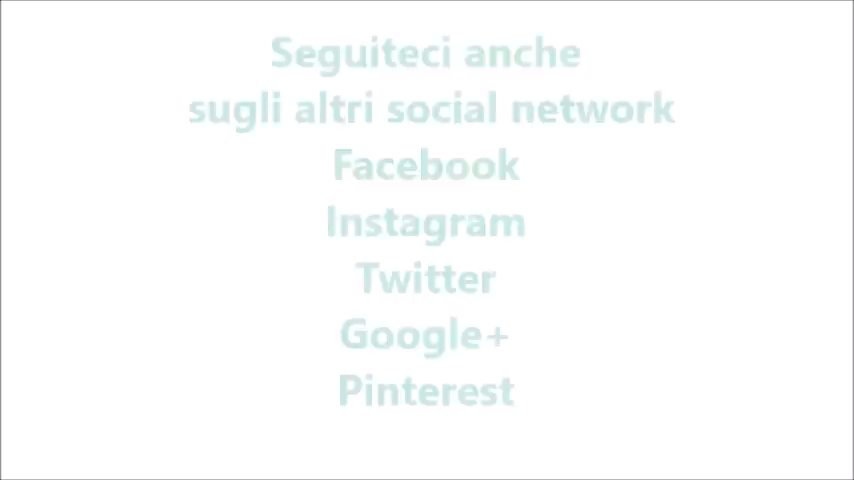 Seguiteci anche
sugli altri social network
Facebook
Instagram
Twitter
Google+
Pinterest